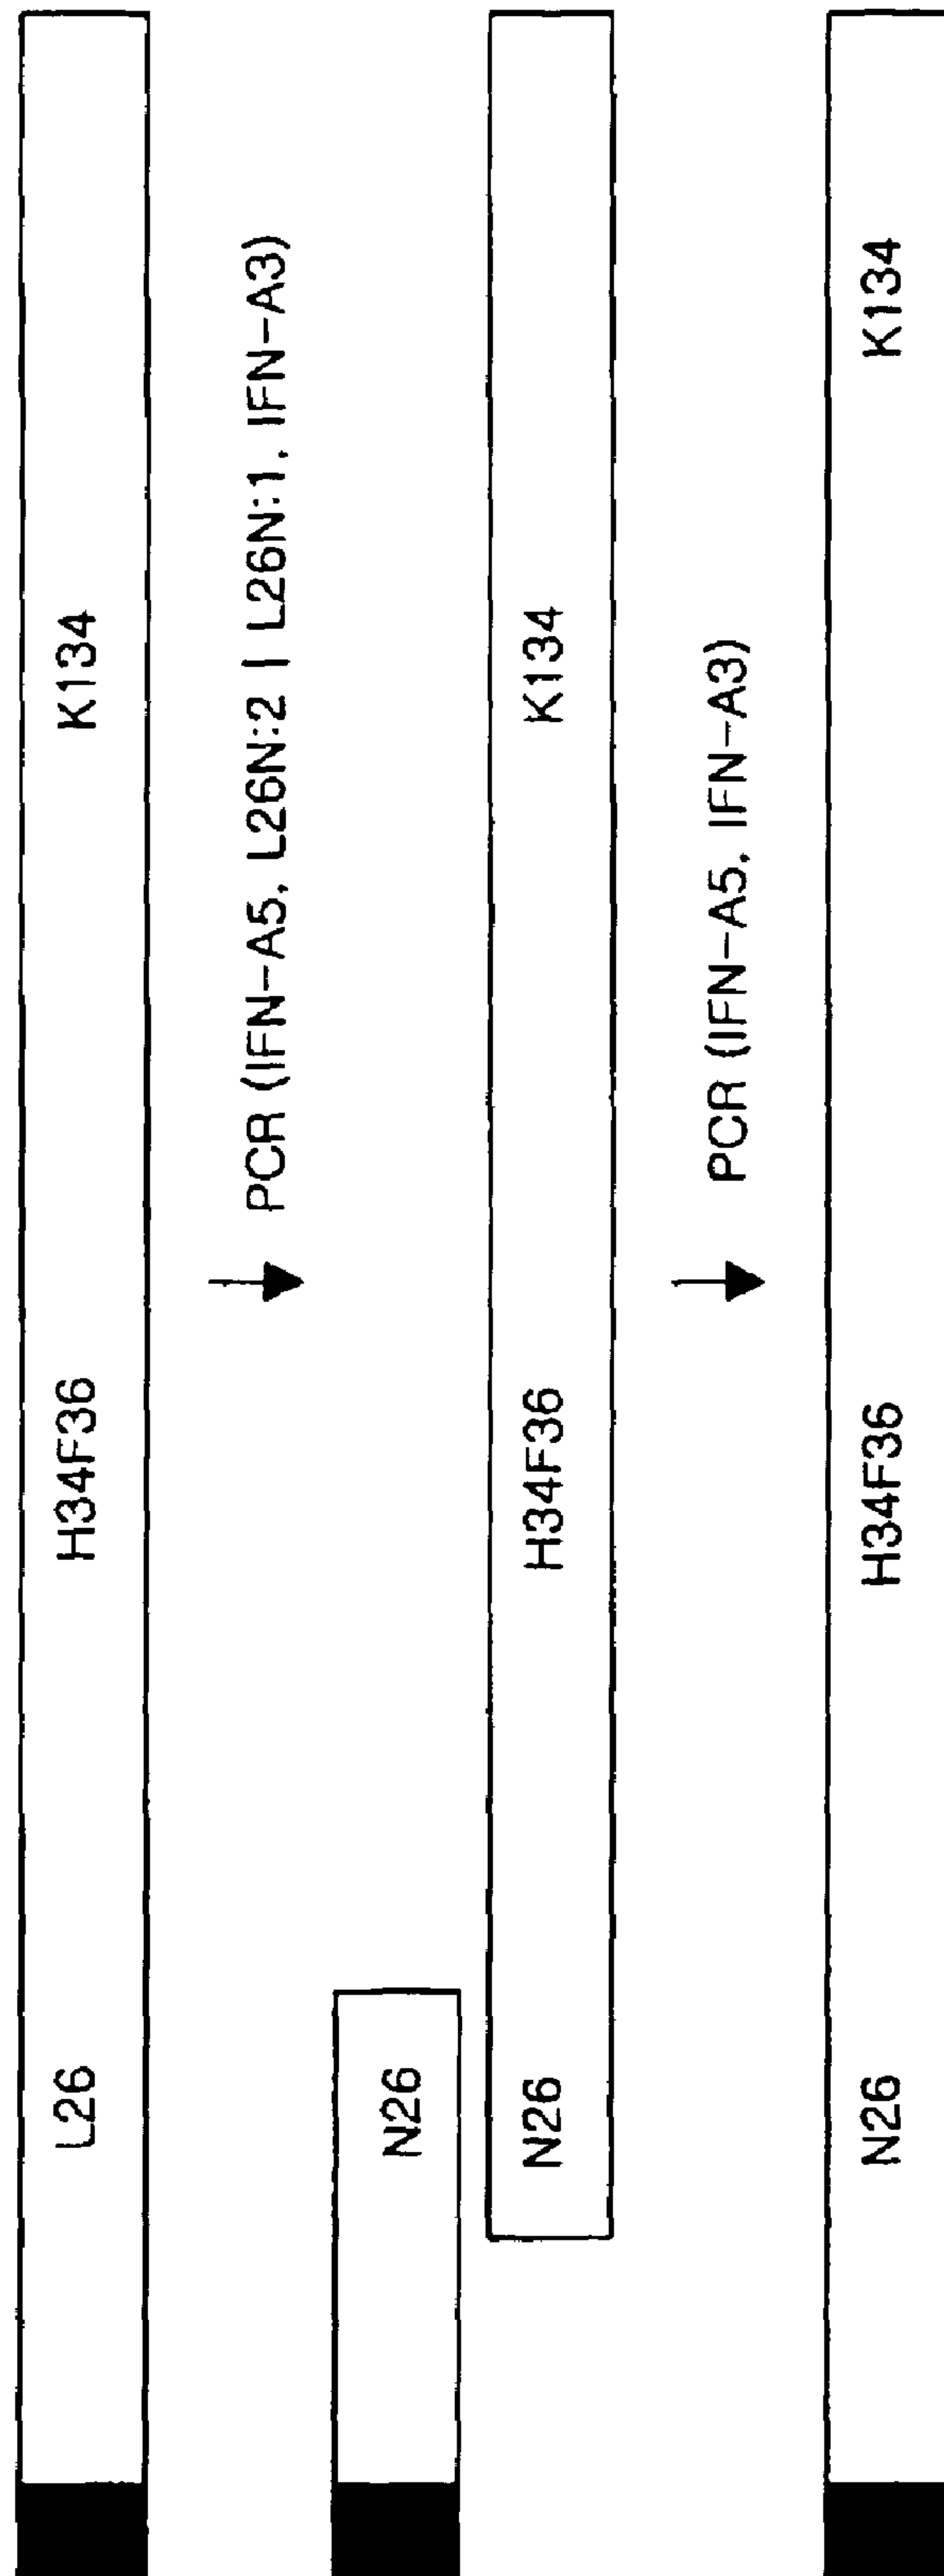 L26 H34F36 K134
PCR (IFN-A5, L26N:2 | L26N:1, IFN-A3)
N26
N26 H34F36 K134
PCR (IFN-A5, IFN-A3)
N26 H34F36 K134